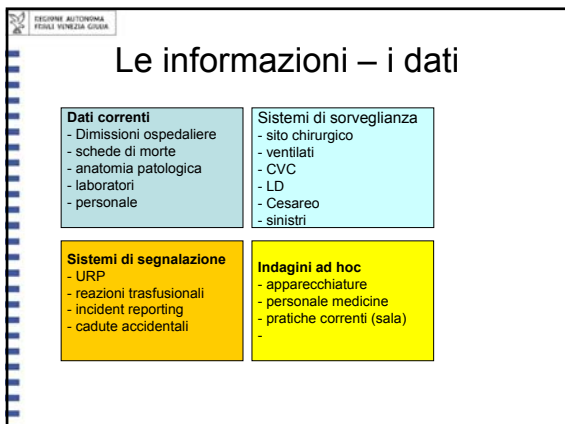 REGIONE AUTONOMA
FRIULI VENEZIA GIULIA
Le informazioni – i dati
Dati correnti
- Dimissioni ospedaliere
- schede di morte
- anatomia patologica
- laboratori
- personale
Sistemi di sorveglianza
- sito chirurgico
- ventilati
- CVC
- LD
- Cesareo
- sinistri
Sistemi di segnalazione
- URP
- reazioni trasfusionali
- incident reporting
- cadute accidentali
Indagini ad hoc
- apparecchiature
- personale medicine
- pratiche correnti (sala)
-